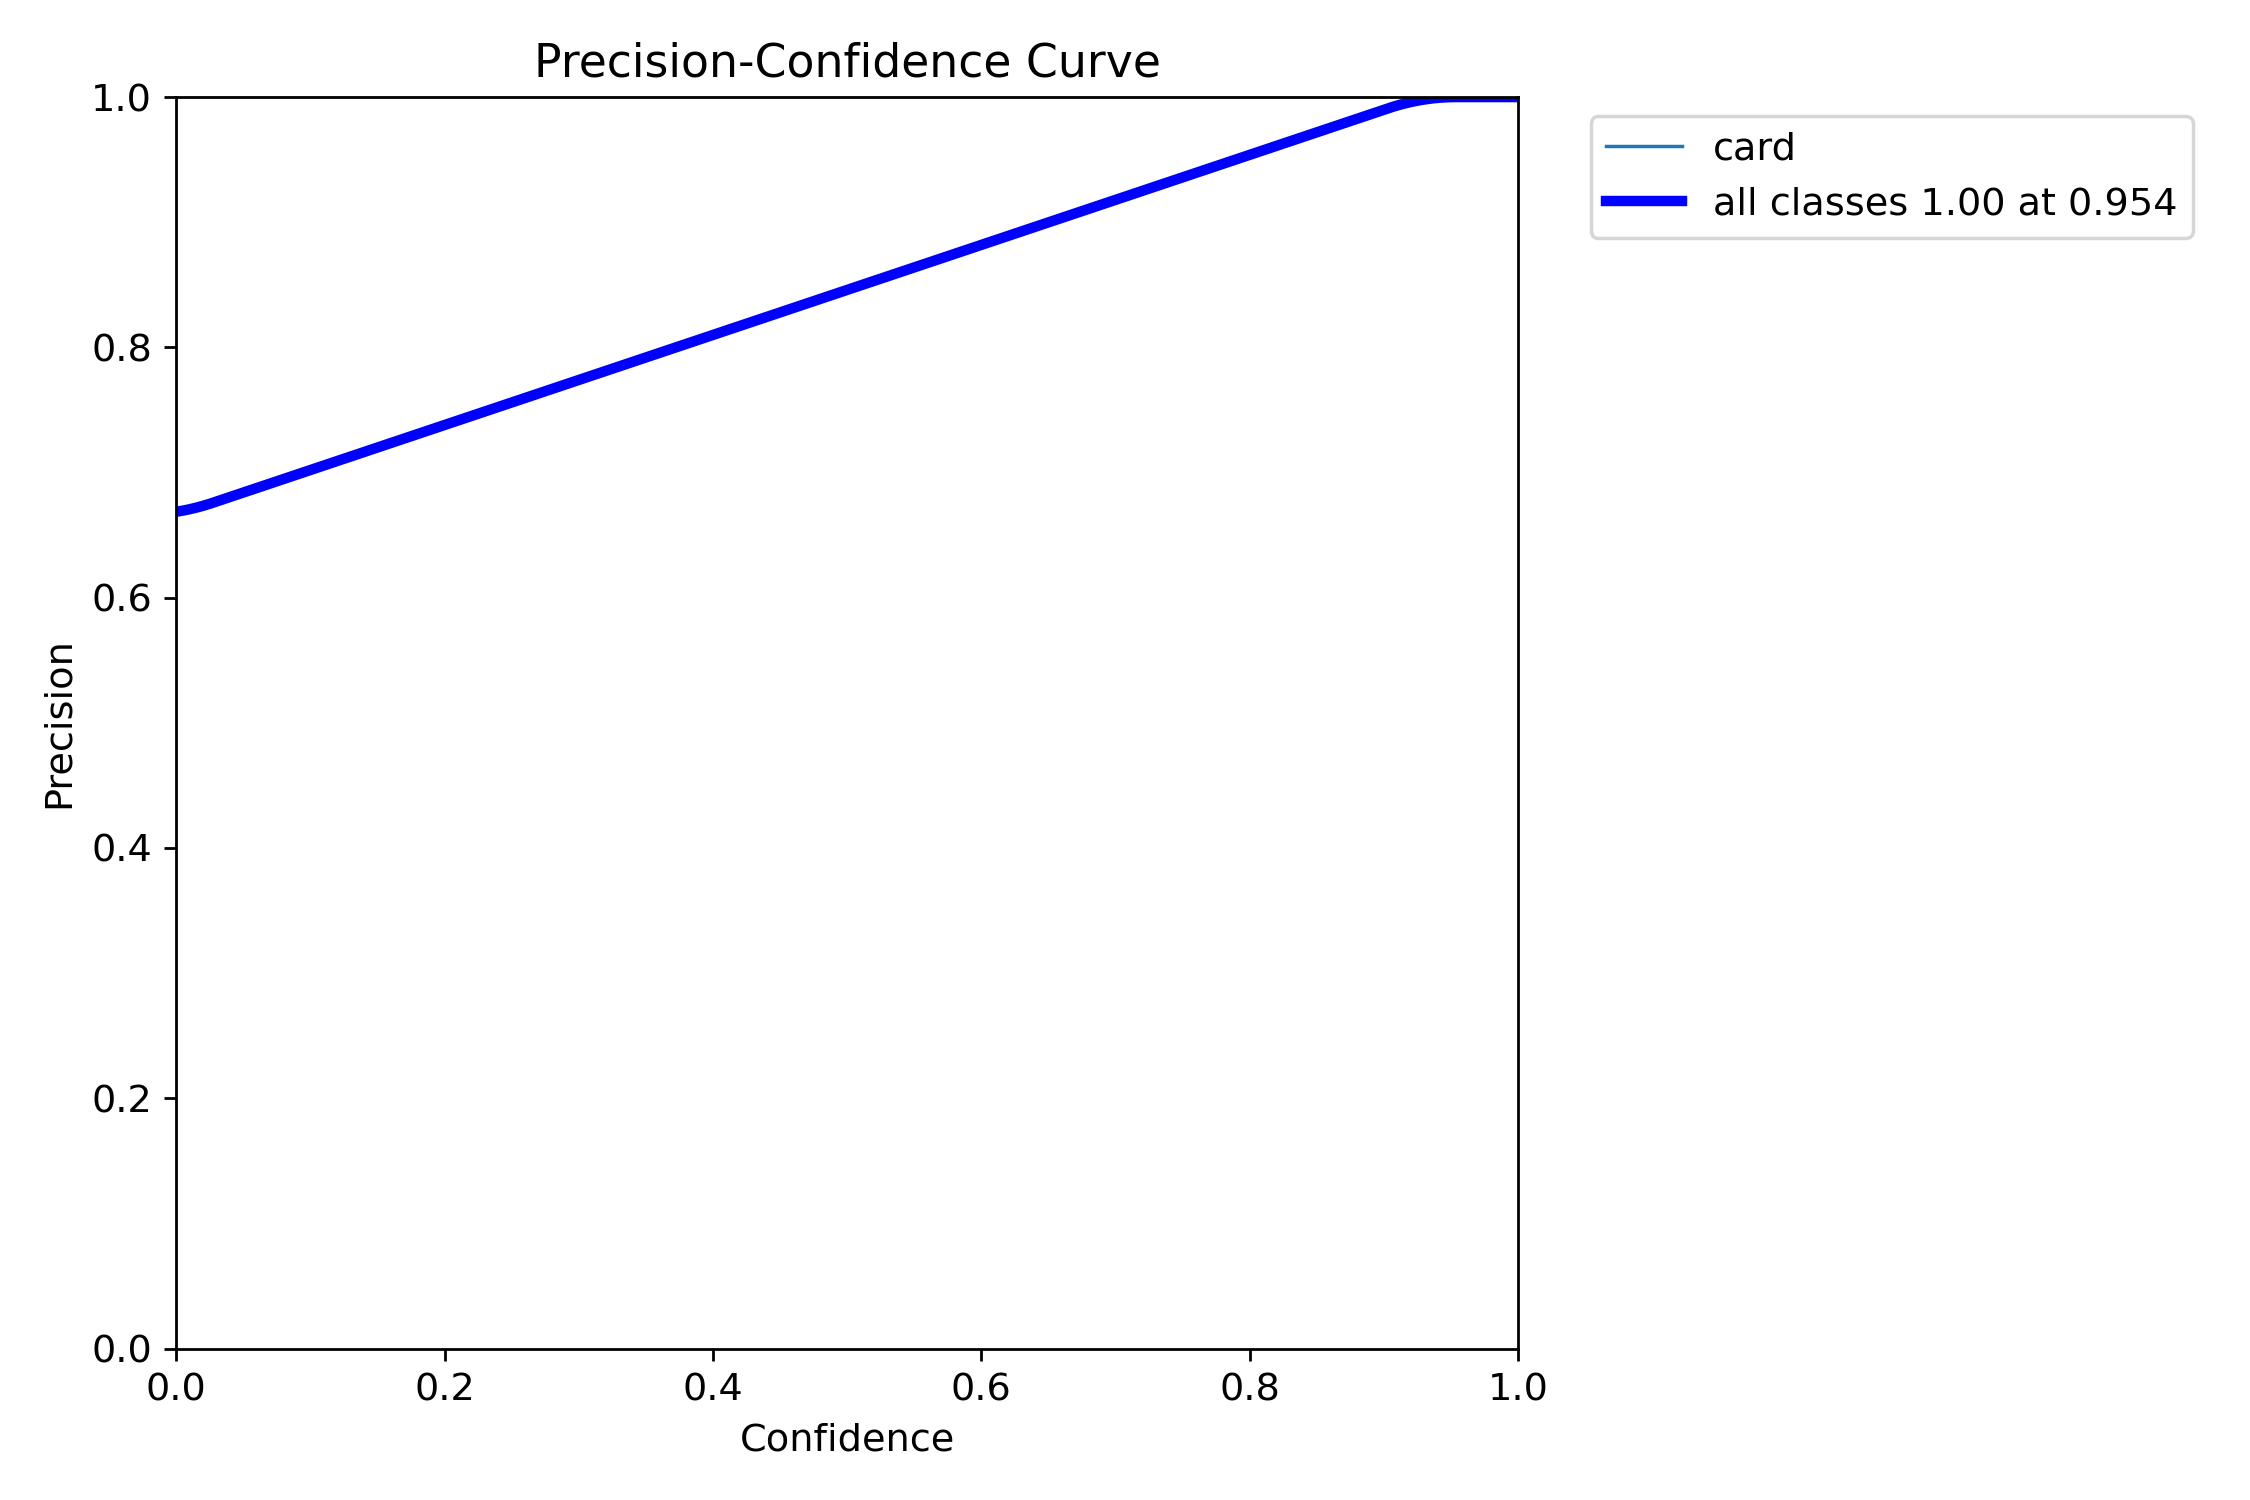 Precision-Confidence Curve
card
all classes 1.00 at 0.954
1.0
0.8
0.6
0.4
0.2
0.0
Precision
0.0 0.2 0.4 0.6 0.8 1.0
Confidence